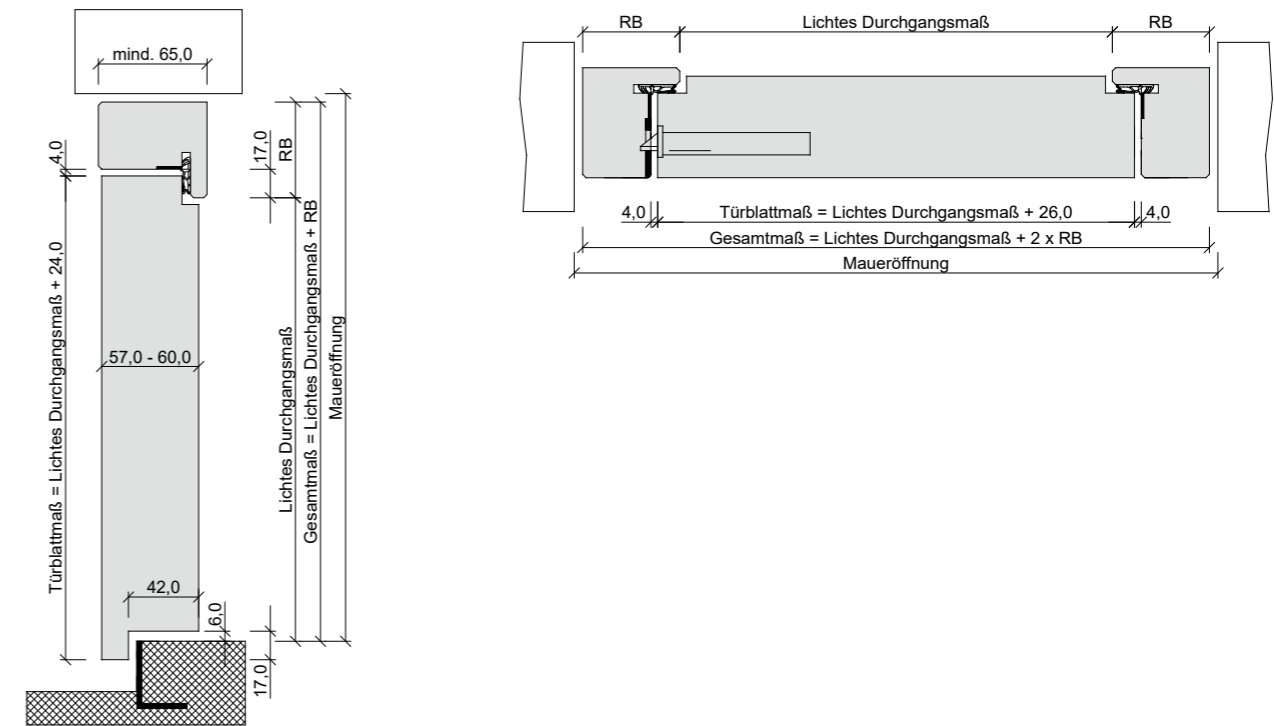 mind. 65,0
4,0
17,0
RB
Türblattmaß = Lichtes Durchgangsmaß + 24,0
57,0 - 60,0
Lichtes Durchgangsmaß
Gesamtmaß = Lichtes Durchgangsmaß + RB
Maueröffnung
42,0
6,0
17,0
RB
Lichtes Durchgangsmaß
RB
4,0
Türblattmaß = Lichtes Durchgangsmaß + 26,0
4,0
Gesamtmaß = Lichtes Durchgangsmaß + 2 x RB
Maueröffnung